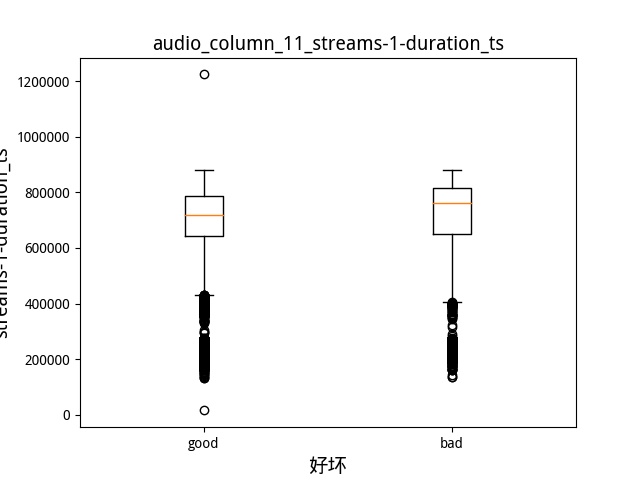 audio_column_11_streams-1-duration_ts
1200000
1000000
800000
600000
400000
200000
0
streams-1-duration_ts
good bad
好坏